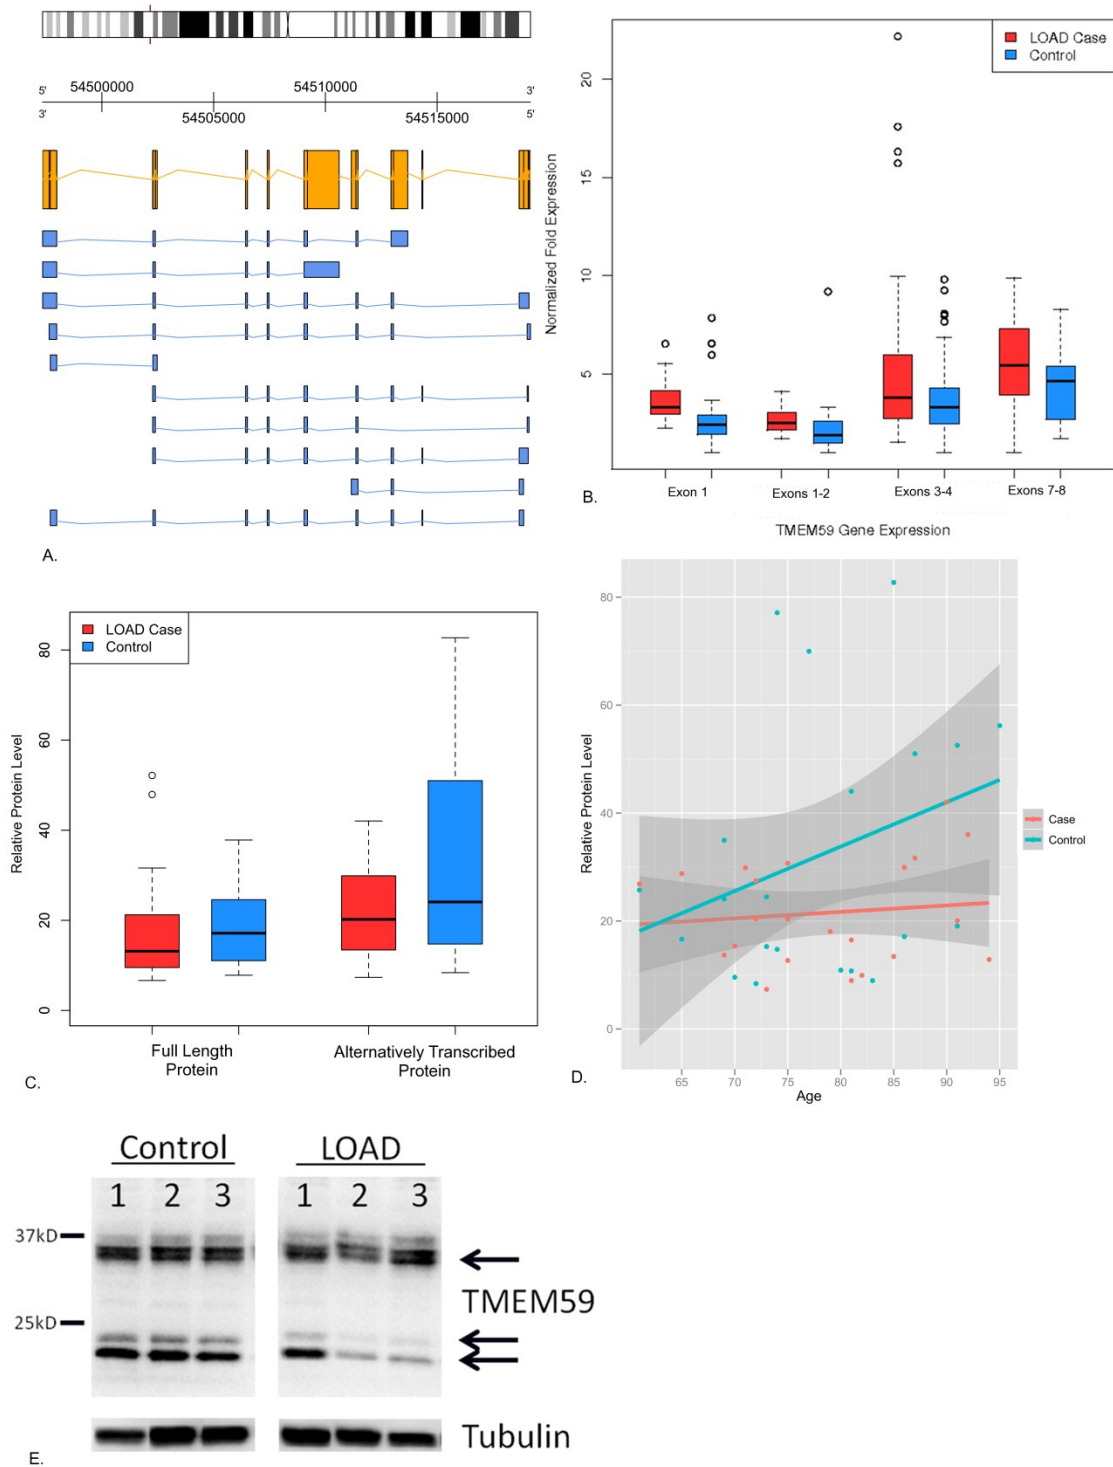 54500000
54510000
5'
3'
3'
5'
54505000
54515000
A.
Normalized Fold Expression
20
15
10
5
LOAD Case
Control
Exon 1
Exons 1-2
Exons 3-4
Exons 7-8
B.
TMEM59 Gene Expression
LOAD Case
Control
Relative Protein Level
80
60
40
20
0
Full Length
Protein
Alternatively Transcribed
Protein
C.
Relative Protein Level
80
60
40
20
0
65
70
75
80
85
90
95
Age
Case
Control
D.
Control
LOAD
1 2 3
1 2 3
37kD
TMEM59
25kD
Tubulin
E.